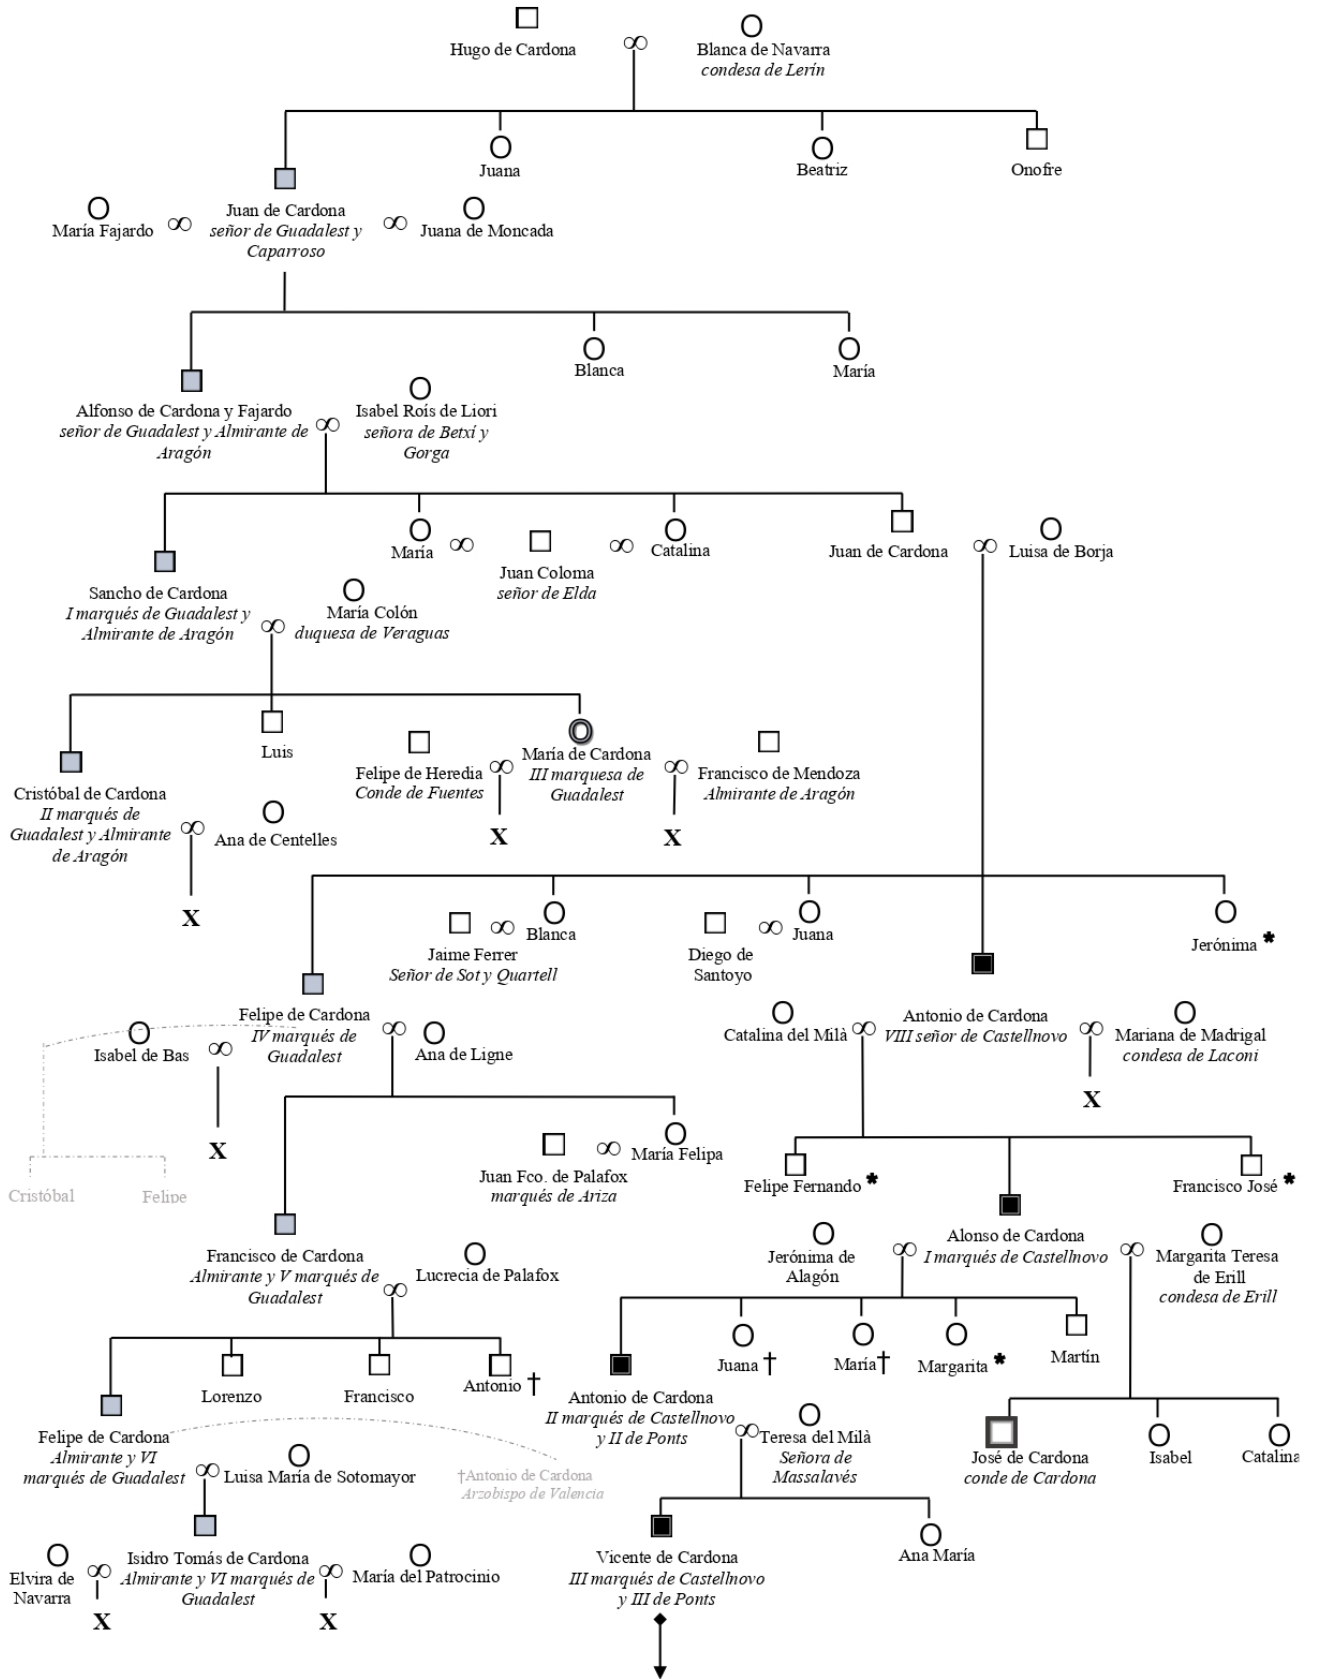 Hugo de Cardona
∞
Blanca de Navarra
condesa de Lerín
Juana
Beatriz
Onofre
María Fajardo
∞
Juan de Cardona
señor de Guadalest y
Caparroso
∞
Juana de Moncada
Blanca
María
Alfonso de Cardona y Fajardo
señor de Guadalest y Almirante de
Aragón
∞
Isabel Roís de Liori
señora de Betxí y
Gorga
María
∞
Juan Coloma
señor de Elda
∞
Catalina
Juan de Cardona
∞
Luisa de Borja
Sancho de Cardona
I marqués de Guadalest y
Almirante de Aragón
∞
María Colón
duquesa de Veraguas
Luis
Felipe de Heredia
Conde de Fuentes
∞
X
María de Cardona
III marquesa de
Guadalest
∞
X
Francisco de Mendoza
Almirante de Aragón
Cristóbal de Cardona
II marqués de
Guadalest y Almirante
de Aragón
∞
Ana de Centelles
X
Jaime Ferrer
Señor de Sot y Quartell
∞
Blanca
Diego de
Santoyo
∞
Juana
Jerónima *
Isabel de Bas
∞
X
Felipe de Cardona
IV marqués de
Guadalest
∞
Ana de Ligne
Catalina del Milà
∞
Antonio de Cardona
VIII señor de Castellnovo
∞
X
Mariana de Madrigal
condesa de Laconi
Cristóbal
Felipe
Juan Fco. de Palafox
marqués de Ariza
∞
María Felipa
Felipe Fernando *
Francisco José *
Francisco de Cardona
Almirante y V marqués de
Guadalest
∞
Lucrecia de Palafox
Jerónima de
Alagón
∞
Alonso de Cardona
I marqués de Castelhnovo
∞
Margarita Teresa
de Erill
condesa de Erill
Lorenzo
Francisco
Antonio †
Juana †
María †
Margarita *
Martín
Felipe de Cardona
Almirante y VI
marqués de Guadalest
∞
Luisa María de Sotomayor
†Antonio de Cardona
Arzobispo de Valencia
Antonio de Cardona
II marqués de Castellnovo
y II de Ponts
∞
Teresa del Milà
Señora de
Massalavés
José de Cardona
conde de Cardona
Isabel
Catalina
Elvira de
Navarra
∞
X
Isidro Tomás de Cardona
Almirante y VI marqués de
Guadalest
∞
X
María del Patrocinio
Vicente de Cardona
III marqués de Castellnovo
y III de Ponts
Ana María